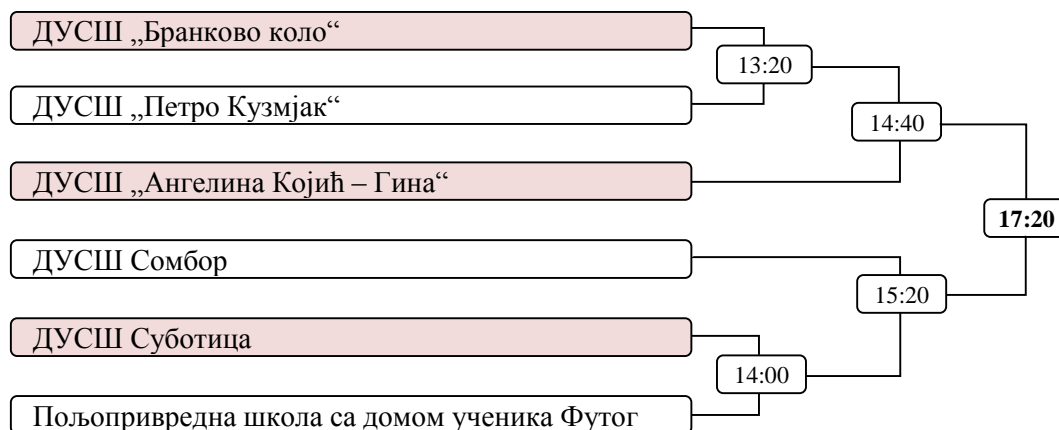 ДУСШ „Бранково коло“
13:20
ДУСШ „Петро Кузмјак“
14:40
ДУСШ „Ангелина Којић – Гина“
17:20
ДУСШ Сомбор
15:20
ДУСШ Суботица
14:00
Пољопривредна школа са домом ученика Футог